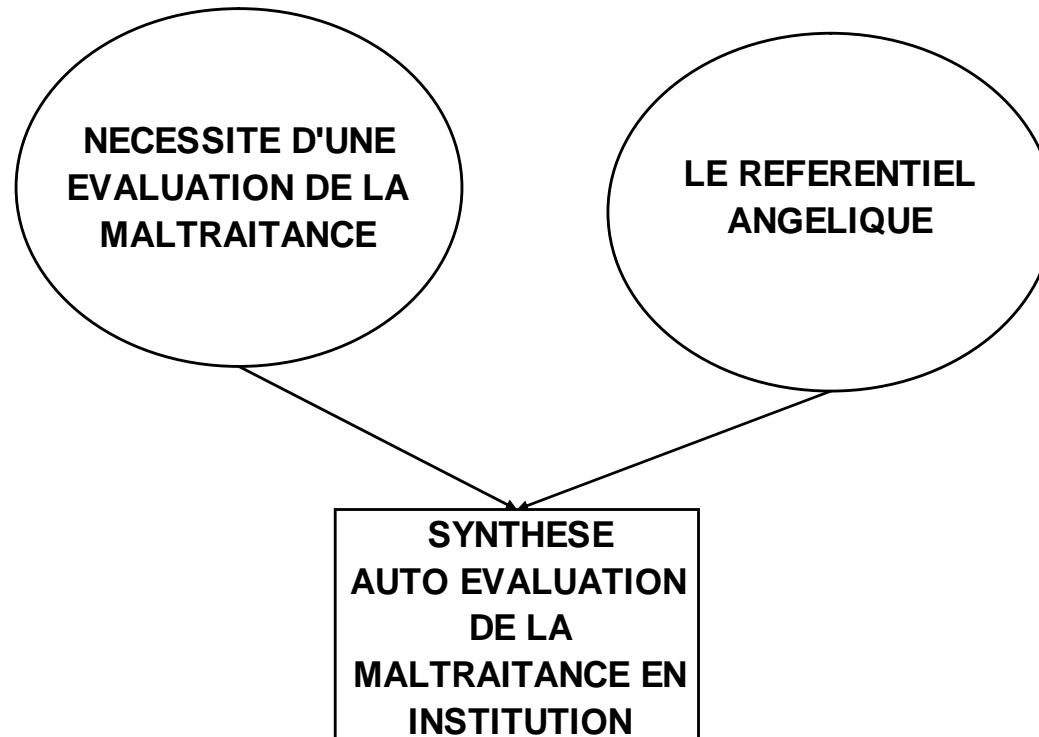 NECESSITE D'UNE
EVALUATION DE LA
MALTRAITANCE
LE REFERENTIEL
ANGELIQUE
SYNTHESE
AUTO EVALUATION
DE LA
MALTRAITANCE EN
INSTITUTION